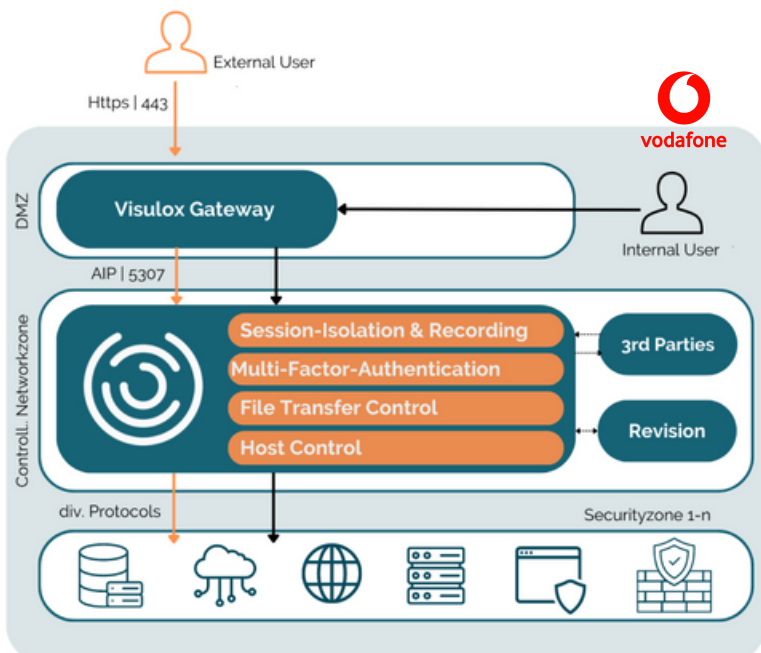 External User
Https | 443
vodafone
DMZ
Visulox Gateway
Internal User
AIP | 5307
Controll. Networkzone
Session-Isolation & Recording
Multi-Factor-Authentication
File Transfer Control
Host Control
3rd Parties
Revision
div. Protocols
Securityzone 1-n